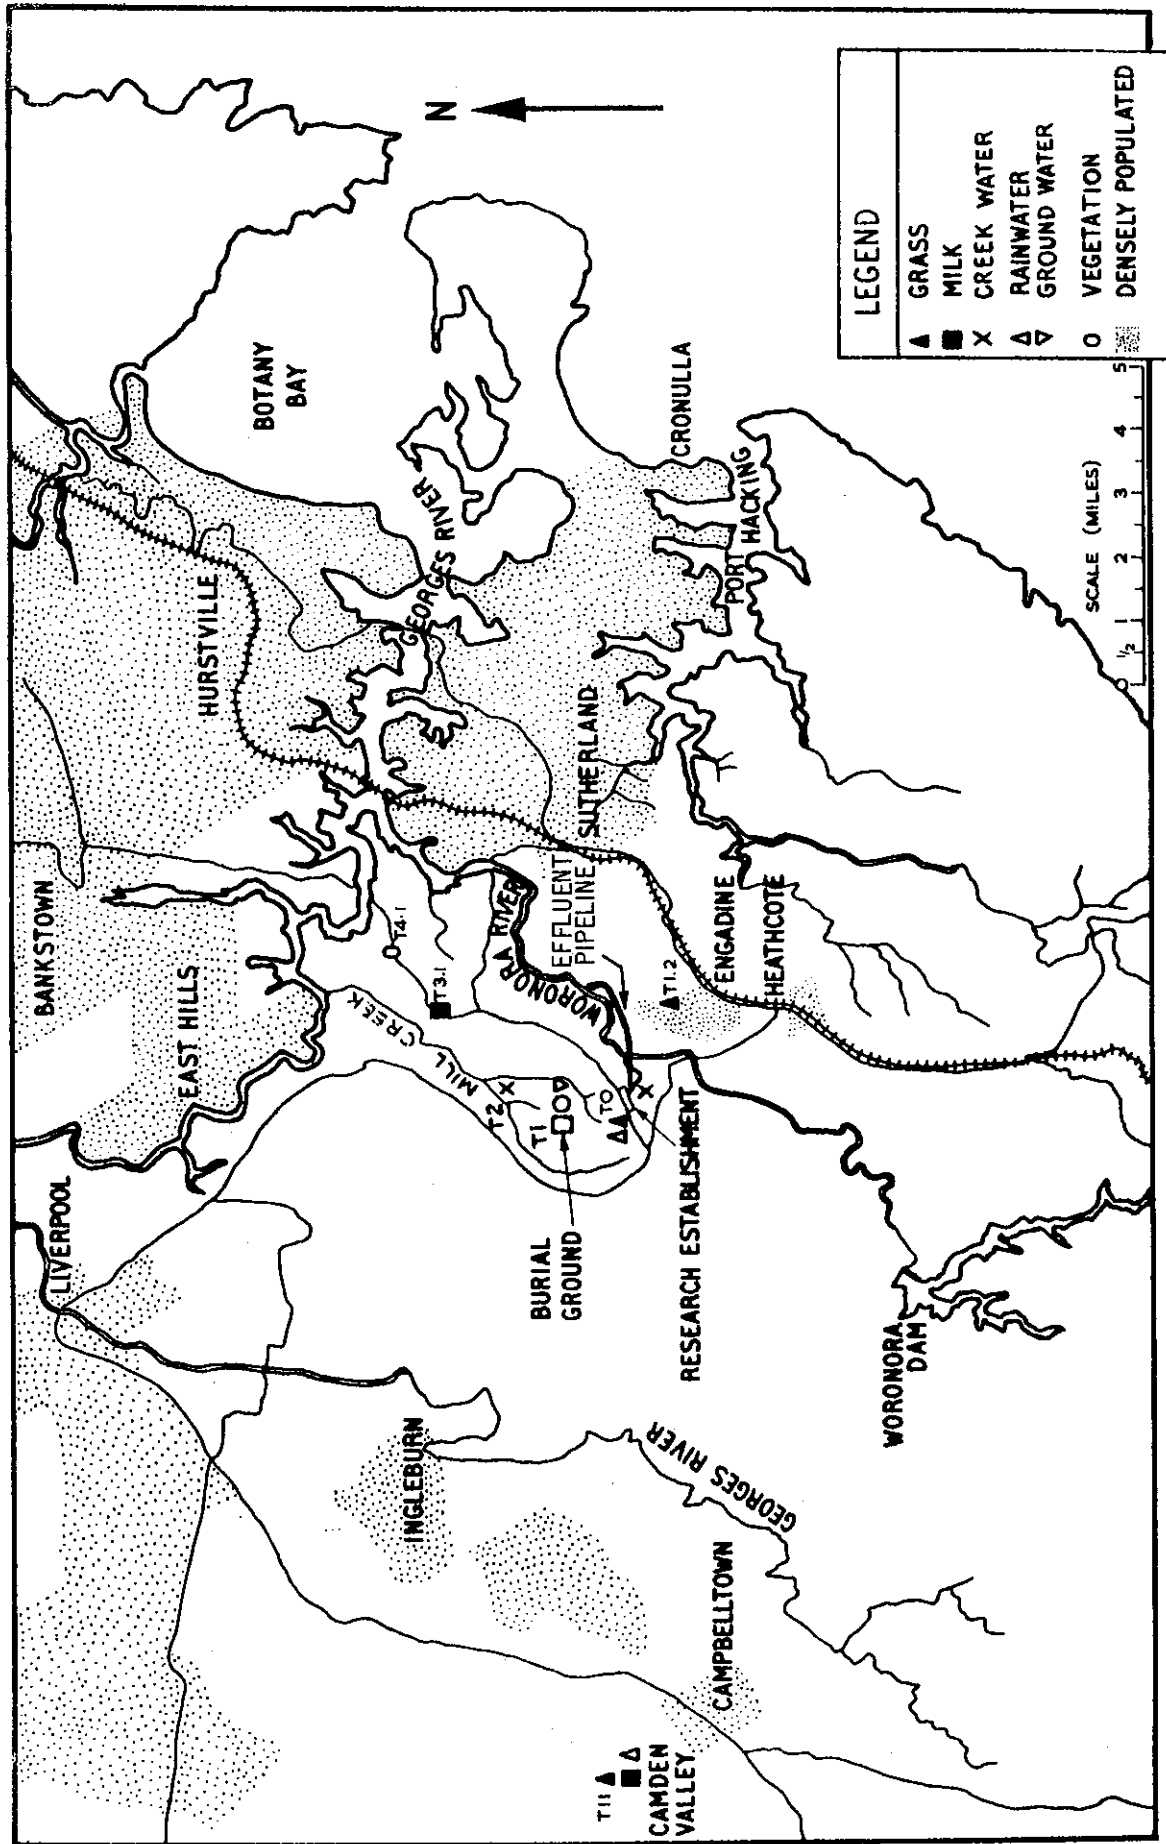 N
BANKSTOWN
HURSTVILLE
BOTANY
BAY
LIVERPOOL
EAST HILLS
GEORGES RIVER
MILL CREEK
T4.1
T3.1
T2
T1
T0
WORONORA RIVER
EFFLUENT
PIPELINE
SUTHERLAND
CRONULLA
PORT HACKING
BURIAL
GROUND
RESEARCH ESTABLISHMENT
T1.2
ENGADINE
HEATHCOTE
INGLEBURN
GEORGES RIVER
WORONORA
DAM
CAMPBELLTOWN
T11
CAMDEN
VALLEY
LEGEND
GRASS
MILK
X CREEK WATER
RAINWATER
GROUND WATER
O VEGETATION
DENSELY POPULATED
0 1/2 1 2 3 4 5
SCALE (MILES)